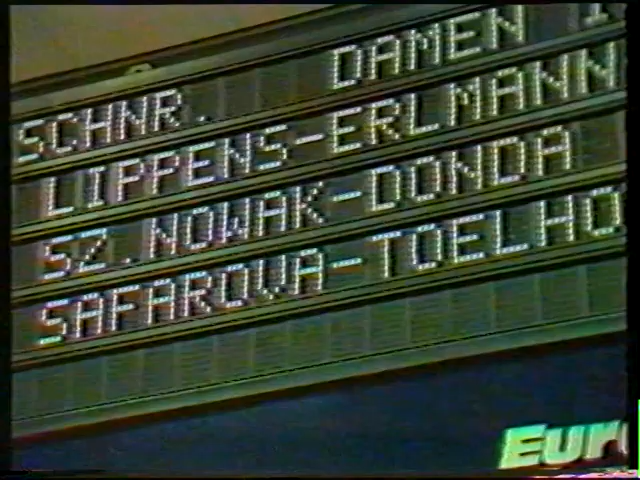 SCHNR. DAMEN
LIPPENS-ERLMANN
SZ.NOWAK-DONDA
SAFAROVA-TOELHO
Eur